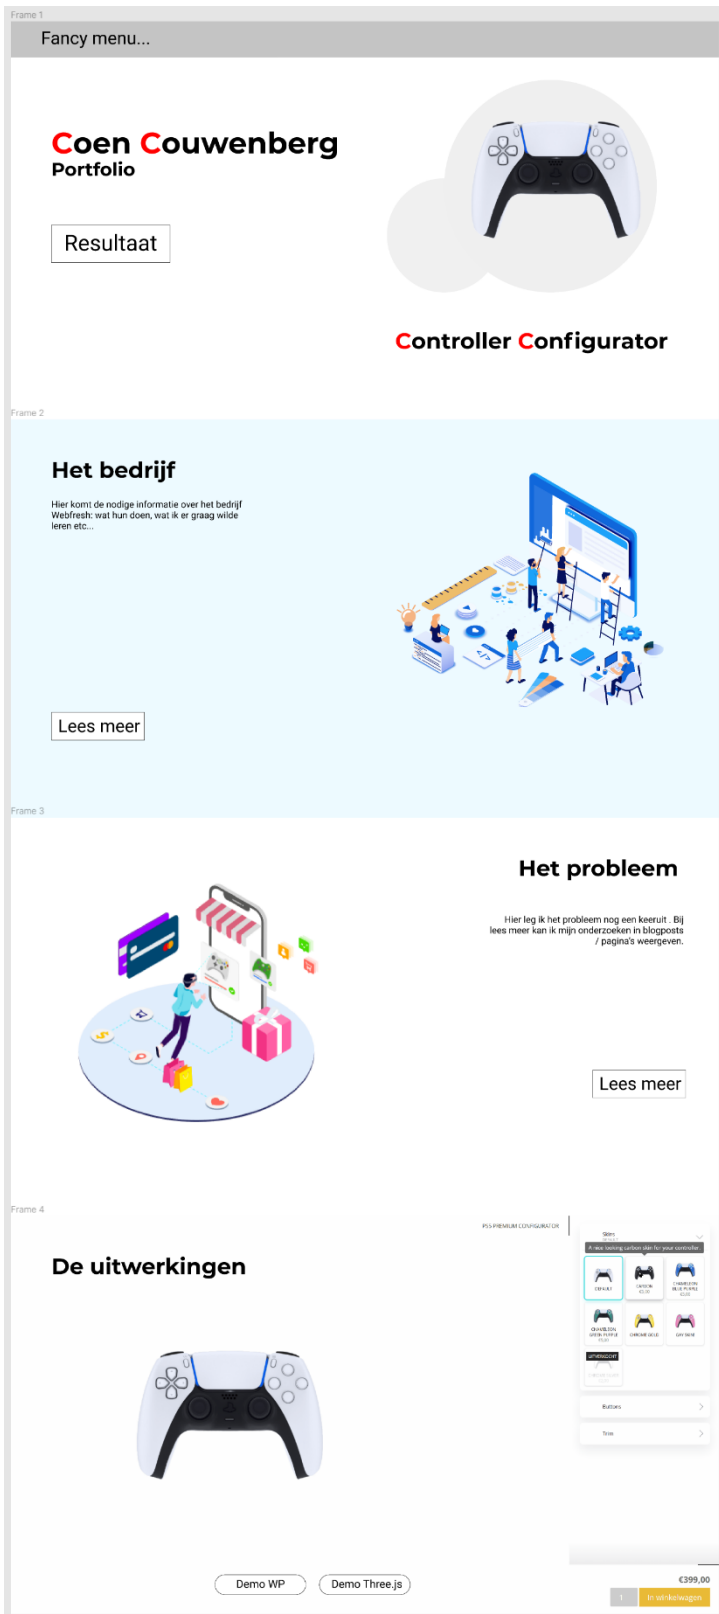 Frame 1
Fancy menu...
Coen Couwenberg
Portfolio
Resultaat
Controller Configurator
Frame 2
Het bedrijf
Hier komt de nodige informatie over het bedrijf
Webfresh: wat hun doen, wat ik er graag wilde
leren etc...
Lees meer
Frame 3
Het probleem
Hier leg ik het probleem nog een keeruit . Bij
lees meer kan ik mijn onderzoeken in blogposts
/ pagina's weergeven.
Lees meer
Frame 4
PS5 PREMIUM CONFIGURATOR
De uitwerkingen
Sides
A nice looking carbon skin for your controller.
DEFAULT
CARBON
CHAMELEON
BLUE PURPLE
CHAMELEON
GREEN PURPLE
CHROME GOLD
UITVERKOCHT
Buttons
Trim
Demo WP
Demo Three.js
€399,00
1
In winkelwagen